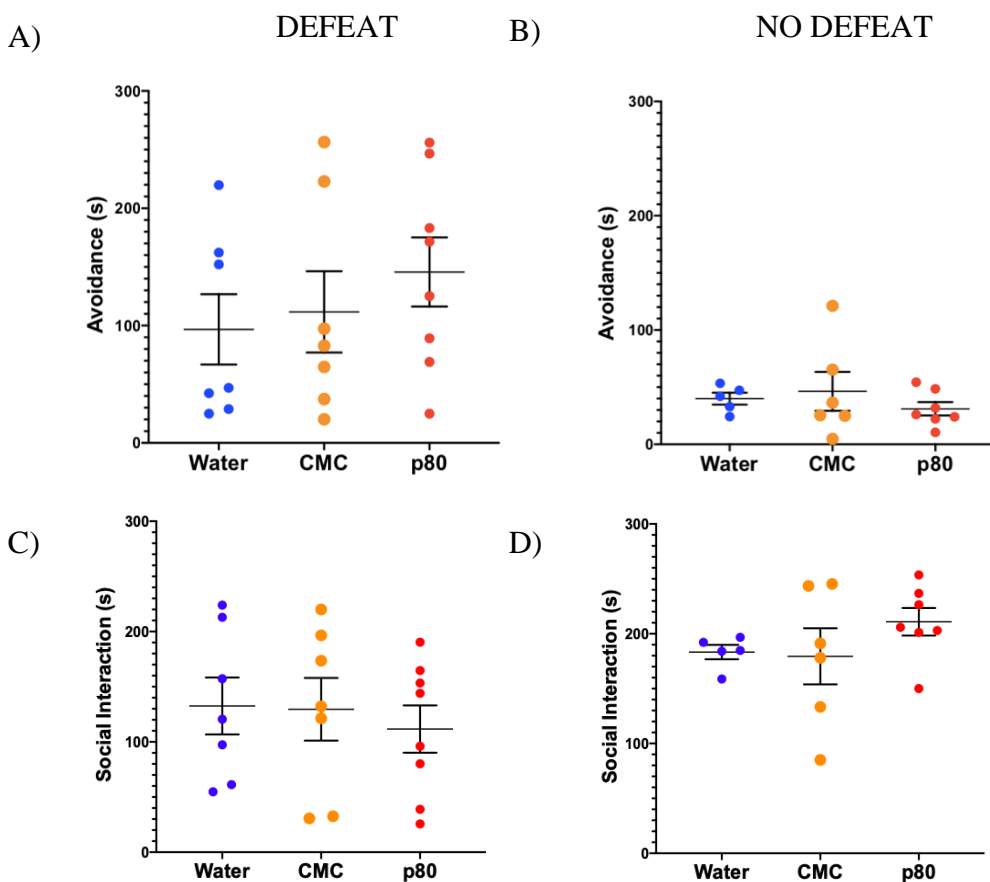 A) DEFEAT
B) NO DEFEAT
300
200
100
0
Avoidance (s)
Water CMC p80
300
200
100
0
Avoidance (s)
Water CMC p80
C)
300
200
100
0
Social Interaction (s)
Water CMC p80
D)
300
200
100
0
Social Interaction (s)
Water CMC p80